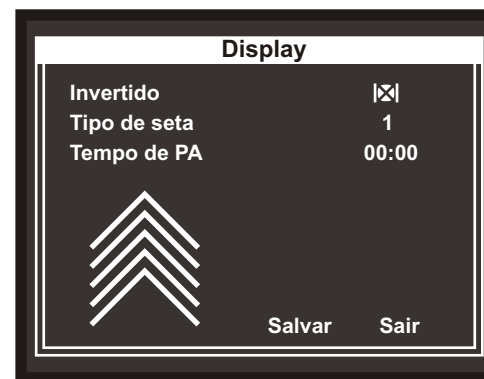 Display
Invertido
Tipo de seta 1
Tempo de PA 00:00
Salvar Sair